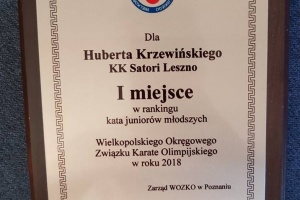 Dla
Huberta Krzewińskiego
KK Satori Leszno
I miejsce
w rankingu
kata juniorów młodszych
Wielkopolskiego Okręgowego
Związku Karate Olimpijskiego
w roku 2018
Zarząd WOZKO w Poznaniu